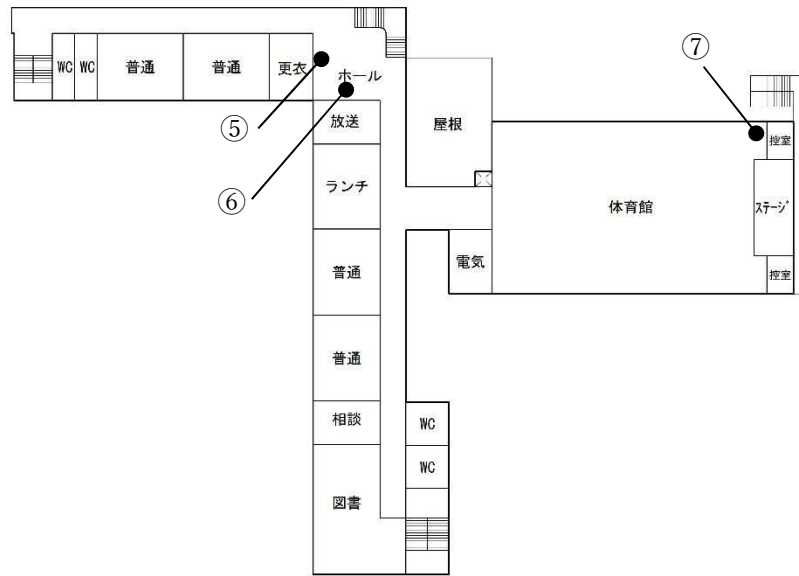 WC
WC
普通
普通
更衣
ホール
⑤
⑥
⑦
放送
ランチ
普通
普通
相談
図書
屋根
電気
WC
WC
体育館
控室
ステージ
控室